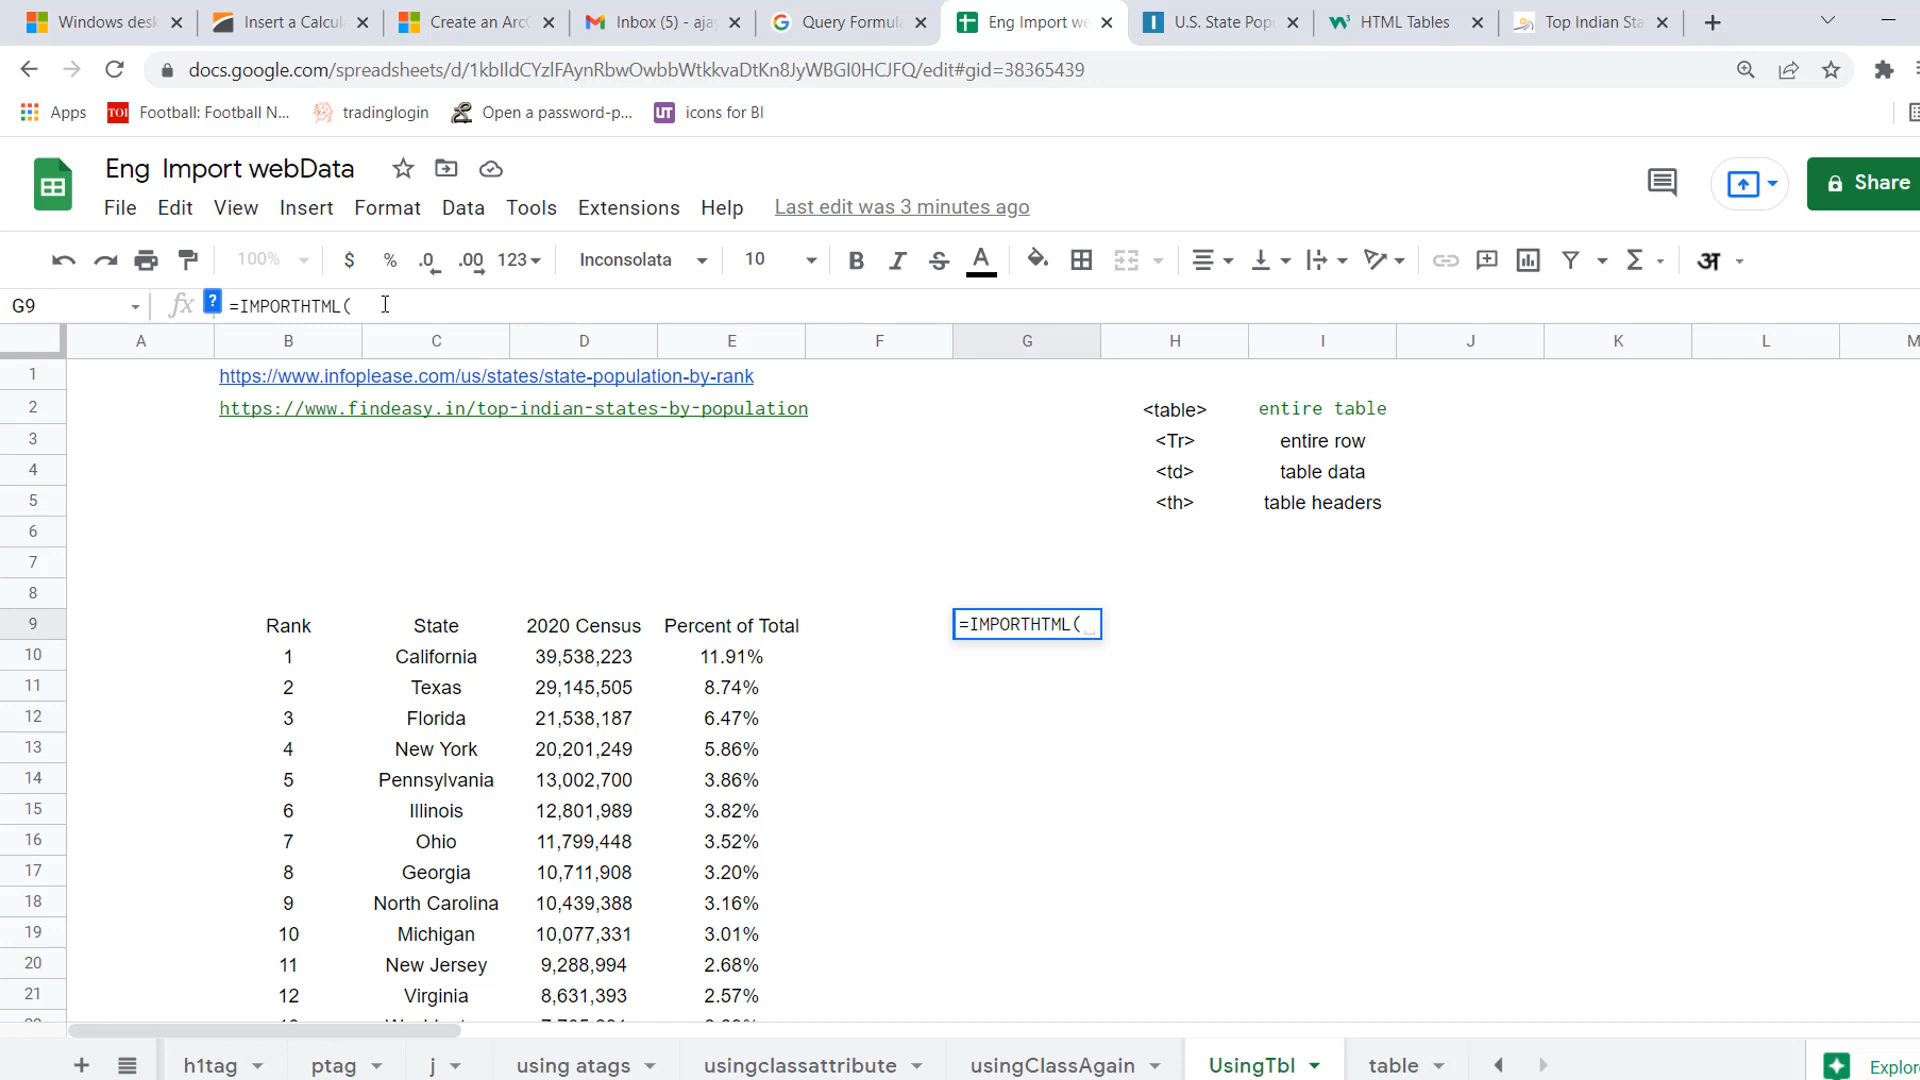 Windows desk Insert a Calcul Create an ArcG Inbox (5) - ajay Query Formula Eng Import we U.S. State Pop HTML Tables Top Indian Sta
docs.google.com/spreadsheets/d/1kbIldCYzlFAynRbwOwbbWtkkvaDtKn8JyWBGI0HCJFQ/edit#gid=38365439
Apps TOI Football: Football N... tradinglogin Open a password-p... UT icons for BI
Eng Import webData
File Edit View Insert Format Data Tools Extensions Help Last edit was 3 minutes ago
Share
100% $ % .0 .00 123 Inconsolata 10 B I S A Σ अ
G9 fx ? =IMPORTHTML(
A B C D E F G H I J K L M
1 https://www.infoplease.com/us/states/state-population-by-rank
2 https://www.findeasy.in/top-indian-states-by-population <table> entire table
3 <Tr> entire row
4 <td> table data
5 <th> table headers
6
7
8
9 Rank State 2020 Census Percent of Total =IMPORTHTML(
10 1 California 39,538,223 11.91%
11 2 Texas 29,145,505 8.74%
12 3 Florida 21,538,187 6.47%
13 4 New York 20,201,249 5.86%
14 5 Pennsylvania 13,002,700 3.86%
15 6 Illinois 12,801,989 3.82%
16 7 Ohio 11,799,448 3.52%
17 8 Georgia 10,711,908 3.20%
18 9 North Carolina 10,439,388 3.16%
19 10 Michigan 10,077,331 3.01%
20 11 New Jersey 9,288,994 2.68%
21 12 Virginia 8,631,393 2.57%
h1tag ptag j using atags usingclassattribute usingClassAgain UsingTbl table Explor